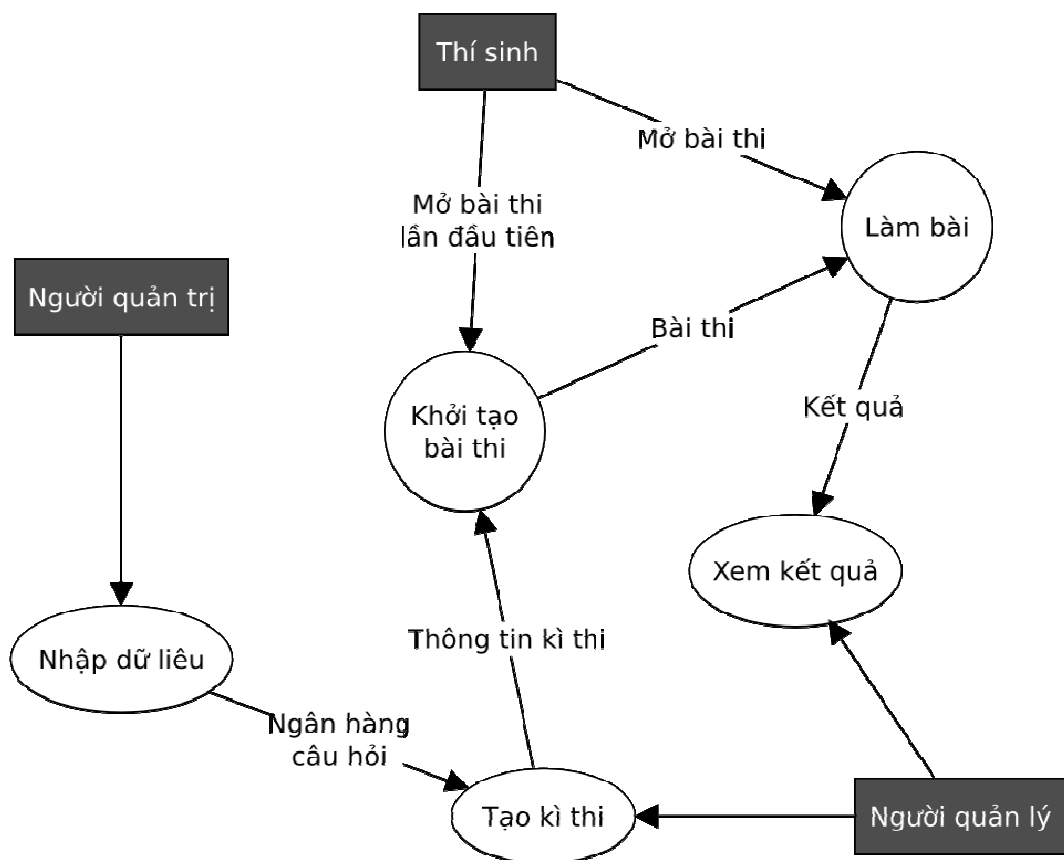 Thí sinh
Mở bài thi
Mở bài thi
lần đầu tiên
Làm bài
Người quản trị
Bài thi
Khởi tạo
bài thi
Kết quả
Xem kết quả
Thông tin kì thi
Nhập dữ liêu
Ngân hàng
câu hỏi
Tạo kì thi
Người quản lý